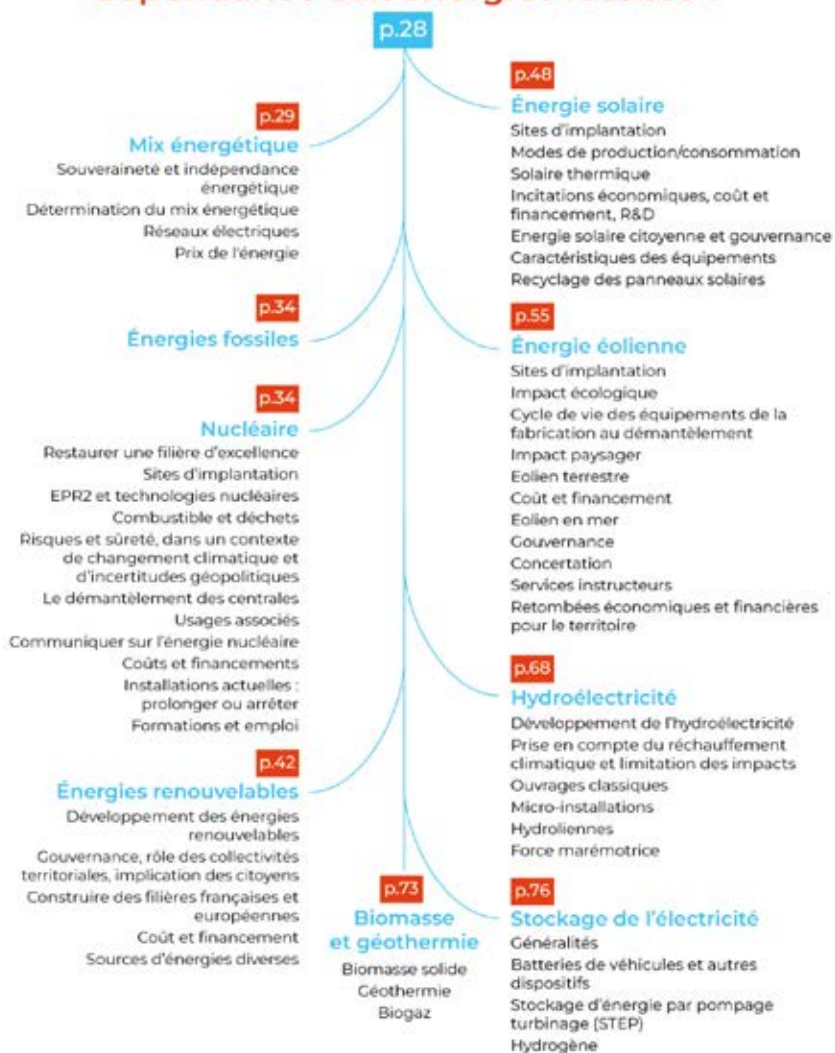 dépendance aux énergies fossiles ?
p.28
p.29
Mix énergétique
Souveraineté et indépendance
énergétique
Détermination du mix énergétique
Réseaux électriques
Prix de l'énergie
p.34
Énergies fossiles
p.34
Nucléaire
Restaurer une filière d'excellence
Sites d'implantation
EPR2 et technologies nucléaires
Combustible et déchets
Risques et sûreté, dans un contexte
de changement climatique et
d'incertitudes géopolitiques
Le démantèlement des centrales
Usages associés
Communiquer sur l'énergie nucléaire
Coûts et financements
Installations actuelles :
prolonger ou arrêter
Formations et emploi
p.42
Énergies renouvelables
Développement des énergies
renouvelables
Gouvernance, rôle des collectivités
territoriales, implication des citoyens
Construire des filières françaises et
européennes
Coût et financement
Sources d'énergies diverses
p.73
Biomasse
et géothermie
Biomasse solide
Géothermie
Biogaz
p.48
Énergie solaire
Sites d'implantation
Modes de production/consommation
Solaire thermique
Incitations économiques, coût et
financement, R&D
Energie solaire citoyenne et gouvernance
Caractéristiques des équipements
Recyclage des panneaux solaires
p.55
Énergie éolienne
Sites d'implantation
Impact écologique
Cycle de vie des équipements de la
fabrication au démantèlement
Impact paysager
Eolien terrestre
Coût et financement
Eolien en mer
Gouvernance
Concertation
Services instructeurs
Retombées économiques et financières
pour le territoire
p.68
Hydroélectricité
Développement de l'hydroélectricité
Prise en compte du réchauffement
climatique et limitation des impacts
Ouvrages classiques
Micro-installations
Hydroliennes
Force marémotrice
p.76
Stockage de l'électricité
Généralités
Batteries de véhicules et autres
dispositifs
Stockage d'énergie par pompage
turbinage (STEP)
Hydrogène